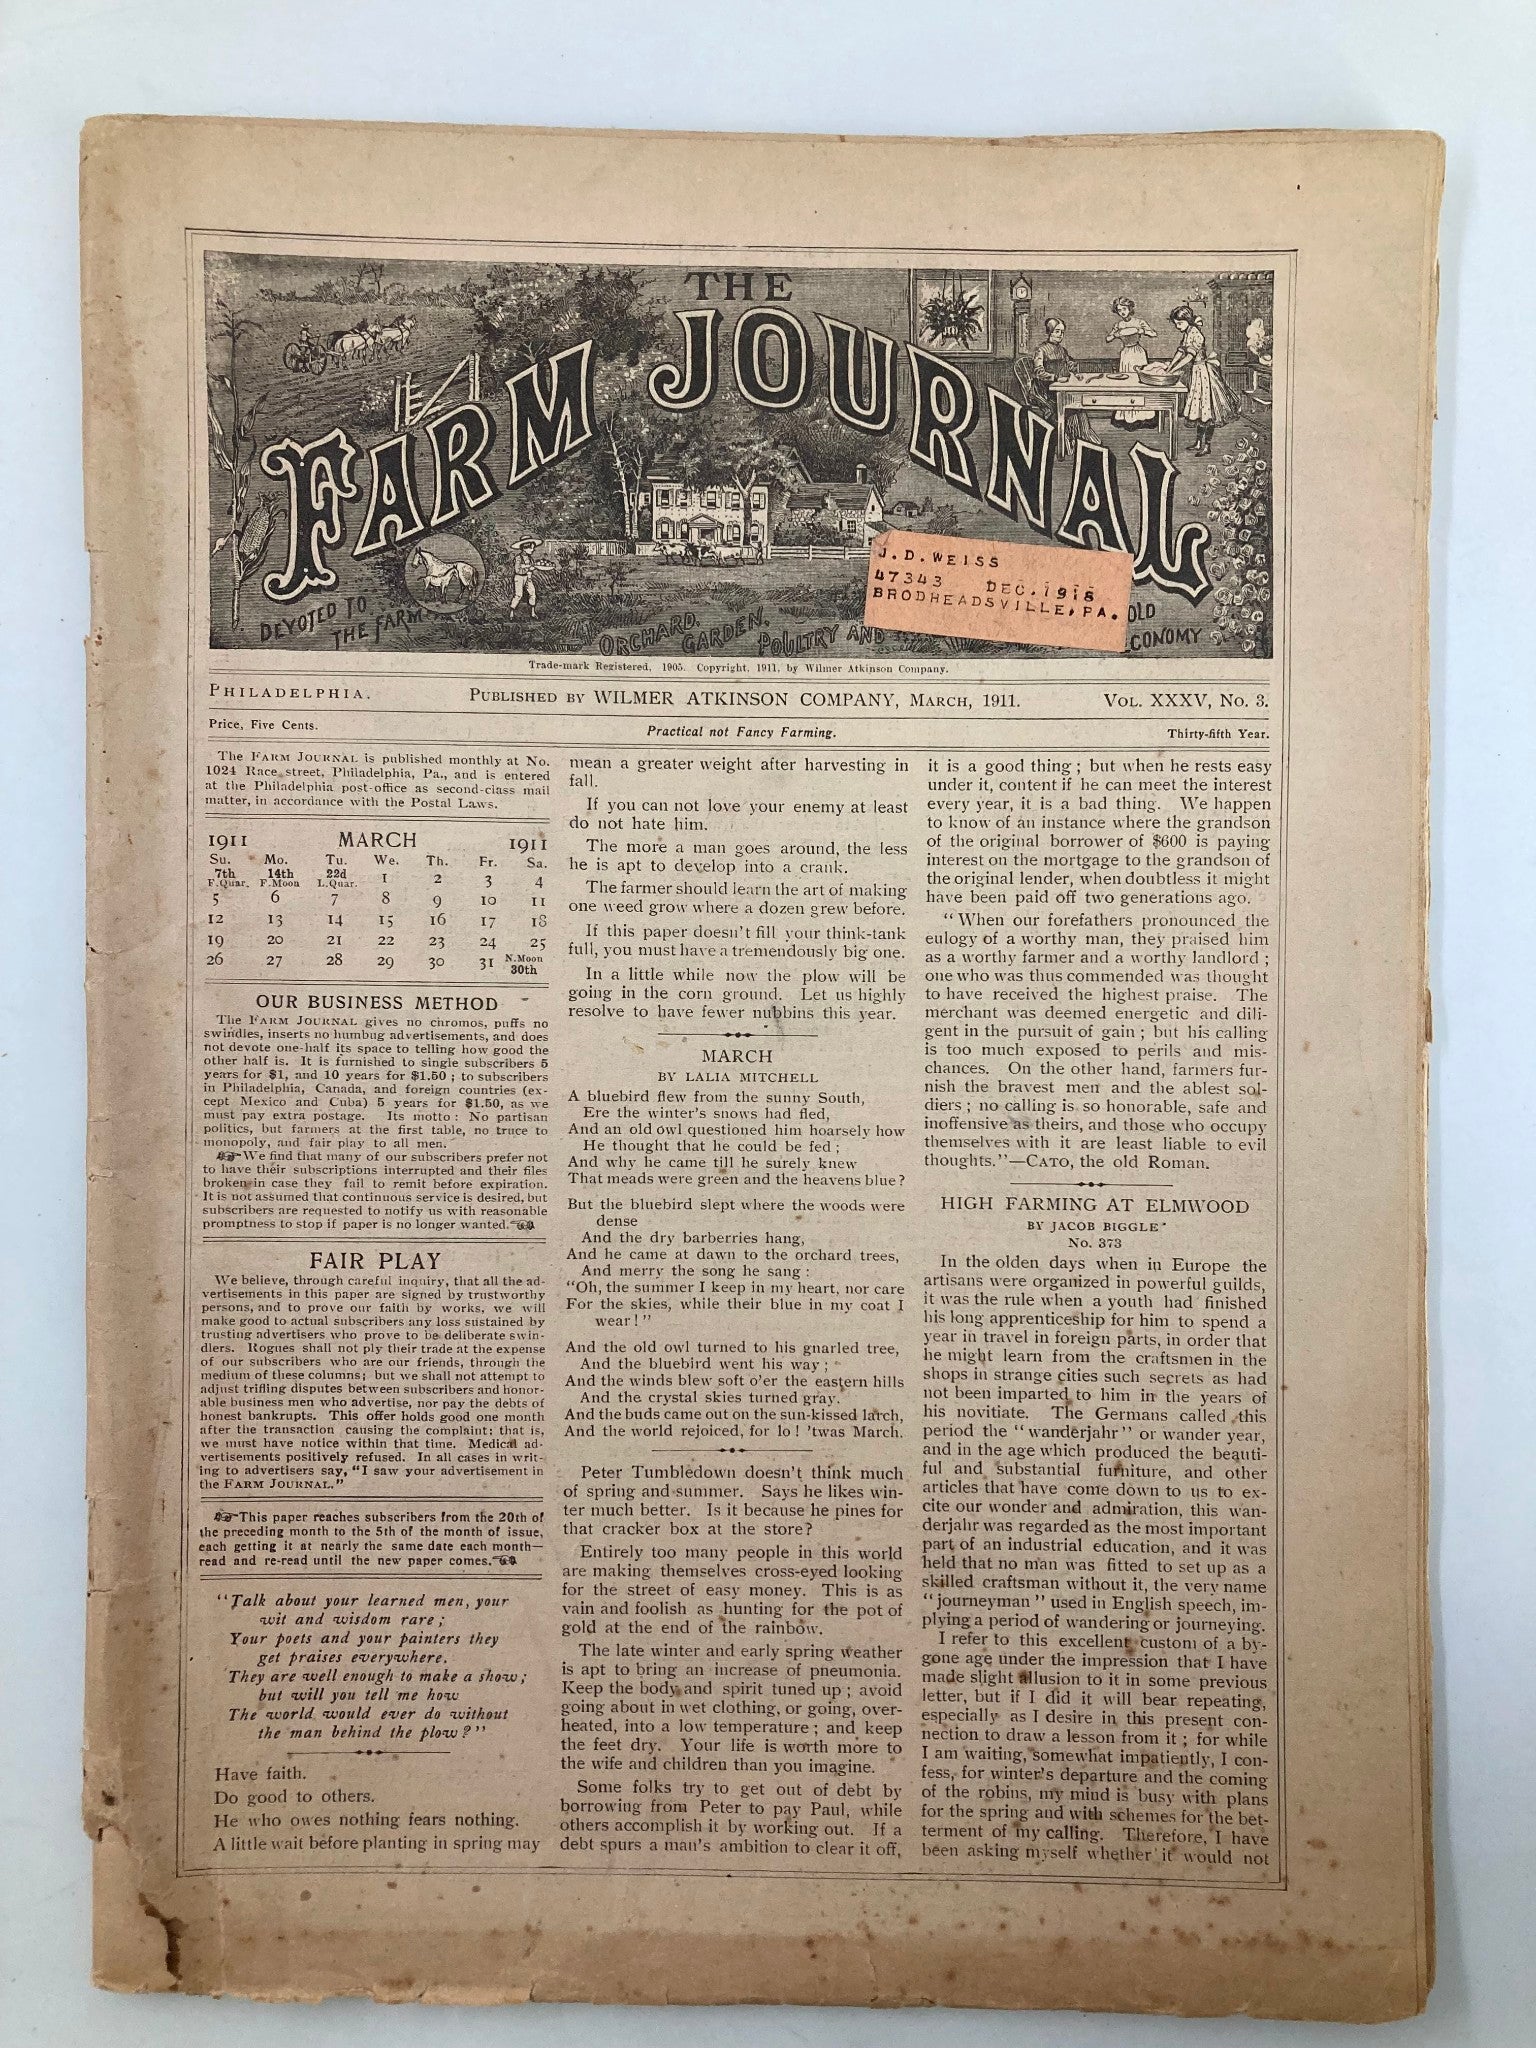 THE
FARM JOURNAL
DEVOTED TO
THE FARM
ORCHARD,
GARDEN,
POULTRY AND
OLD
ECONOMY
J. D. WEISS
47343 DEC. 1918
BRODHEADSVILLE, PA.
Trade-mark Registered, 1905. Copyright, 1911, by Wilmer Atkinson Company.
PHILADELPHIA. PUBLISHED BY WILMER ATKINSON COMPANY, MARCH, 1911. VOL. XXXV, NO. 3.
Price, Five Cents. Practical not Fancy Farming. Thirty-fifth Year.
The FARM JOURNAL is published monthly at No.
1024 Race street, Philadelphia, Pa., and is entered
at the Philadelphia post-office as second-class mail
matter, in accordance with the Postal Laws.
1911 MARCH 1911
Su. Mo. Tu. We. Th. Fr. Sa.
7th 14th 22d 1 2 3 4
F.Quar. F.Moon L.Quar.
5 6 7 8 9 10 11
12 13 14 15 16 17 18
19 20 21 22 23 24 25
26 27 28 29 30 31 N.Moon
30th
OUR BUSINESS METHOD
The FARM JOURNAL gives no chromos, puffs no
swindles, inserts no humbug advertisements, and does
not devote one-half its space to telling how good the
other half is. It is furnished to single subscribers 5
years for $1, and 10 years for $1.50; to subscribers
in Philadelphia, Canada, and foreign countries (ex-
cept Mexico and Cuba) 5 years for $1.50, as we
must pay extra postage. Its motto: No partisan
politics, but farmers at the first table, no truce to
monopoly, and fair play to all men.
☞We find that many of our subscribers prefer not
to have their subscriptions interrupted and their files
broken in case they fail to remit before expiration.
It is not assumed that continuous service is desired, but
subscribers are requested to notify us with reasonable
promptness to stop if paper is no longer wanted.☜
FAIR PLAY
We believe, through careful inquiry, that all the ad-
vertisements in this paper are signed by trustworthy
persons, and to prove our faith by works, we will
make good to actual subscribers any loss sustained by
trusting advertisers who prove to be deliberate swin-
dlers. Rogues shall not ply their trade at the expense
of our subscribers who are our friends, through the
medium of these columns; but we shall not attempt to
adjust trifling disputes between subscribers and honor-
able business men who advertise, nor pay the debts of
honest bankrupts. This offer holds good one month
after the transaction causing the complaint; that is,
we must have notice within that time. Medical ad-
vertisements positively refused. In all cases in writ-
ing to advertisers say, "I saw your advertisement in
the FARM JOURNAL."
☞This paper reaches subscribers from the 20th of
the preceding month to the 5th of the month of issue,
each getting it at nearly the same date each month—
read and re-read until the new paper comes.☜
"Talk about your learned men, your
wit and wisdom rare;
Your poets and your painters they
get praises everywhere.
They are well enough to make a show;
but will you tell me how
The world would ever do without
the man behind the plow?"
Have faith.
Do good to others.
He who owes nothing fears nothing.
A little wait before planting in spring may
mean a greater weight after harvesting in
fall.
If you can not love your enemy at least
do not hate him.
The more a man goes around, the less
he is apt to develop into a crank.
The farmer should learn the art of making
one weed grow where a dozen grew before.
If this paper doesn't fill your think-tank
full, you must have a tremendously big one.
In a little while now the plow will be
going in the corn ground. Let us highly
resolve to have fewer nubbins this year.
MARCH
BY LALIA MITCHELL
A bluebird flew from the sunny South,
Ere the winter's snows had fled,
And an old owl questioned him hoarsely how
He thought that he could be fed;
And why he came till he surely knew
That meads were green and the heavens blue?
But the bluebird slept where the woods were
dense
And the dry barberries hang,
And he came at dawn to the orchard trees,
And merry the song he sang:
"Oh, the summer I keep in my heart, nor care
For the skies, while their blue in my coat I
wear!"
And the old owl turned to his gnarled tree,
And the bluebird went his way;
And the winds blew soft o'er the eastern hills
And the crystal skies turned gray.
And the buds came out on the sun-kissed larch,
And the world rejoiced, for lo! 'twas March.
Peter Tumbledown doesn't think much
of spring and summer. Says he likes win-
ter much better. Is it because he pines for
that cracker box at the store?
Entirely too many people in this world
are making themselves cross-eyed looking
for the street of easy money. This is as
vain and foolish as hunting for the pot of
gold at the end of the rainbow.
The late winter and early spring weather
is apt to bring an increase of pneumonia.
Keep the body and spirit tuned up; avoid
going about in wet clothing, or going, over-
heated, into a low temperature; and keep
the feet dry. Your life is worth more to
the wife and children than you imagine.
Some folks try to get out of debt by
borrowing from Peter to pay Paul, while
others accomplish it by working out. If a
debt spurs a man's ambition to clear it off,
it is a good thing; but when he rests easy
under it, content if he can meet the interest
every year, it is a bad thing. We happen
to know of an instance where the grandson
of the original borrower of $600 is paying
interest on the mortgage to the grandson of
the original lender, when doubtless it might
have been paid off two generations ago.
"When our forefathers pronounced the
eulogy of a worthy man, they praised him
as a worthy farmer and a worthy landlord;
one who was thus commended was thought
to have received the highest praise. The
merchant was deemed energetic and dili-
gent in the pursuit of gain; but his calling
is too much exposed to perils and mis-
chances. On the other hand, farmers fur-
nish the bravest men and the ablest sol-
diers; no calling is so honorable, safe and
inoffensive as theirs, and those who occupy
themselves with it are least liable to evil
thoughts."—CATO, the old Roman.
HIGH FARMING AT ELMWOOD
BY JACOB BIGGLE
No. 373
In the olden days when in Europe the
artisans were organized in powerful guilds,
it was the rule when a youth had finished
his long apprenticeship for him to spend a
year in travel in foreign parts, in order that
he might learn from the craftsmen in the
shops in strange cities such secrets as had
not been imparted to him in the years of
his novitiate. The Germans called this
period the "wanderjahr" or wander year,
and in the age which produced the beauti-
ful and substantial furniture, and other
articles that have come down to us to ex-
cite our wonder and admiration, this wan-
derjahr was regarded as the most important
part of an industrial education, and it was
held that no man was fitted to set up as a
skilled craftsman without it, the very name
"journeyman" used in English speech, im-
plying a period of wandering or journeying.
I refer to this excellent custom of a by-
gone age under the impression that I have
made slight allusion to it in some previous
letter, but if I did it will bear repeating,
especially as I desire in this present con-
nection to draw a lesson from it; for while
I am waiting, somewhat impatiently, I con-
fess, for winter's departure and the coming
of the robins, my mind is busy with plans
for the spring and with schemes for the bet-
terment of my calling. Therefore, I have
been asking myself whether it would not